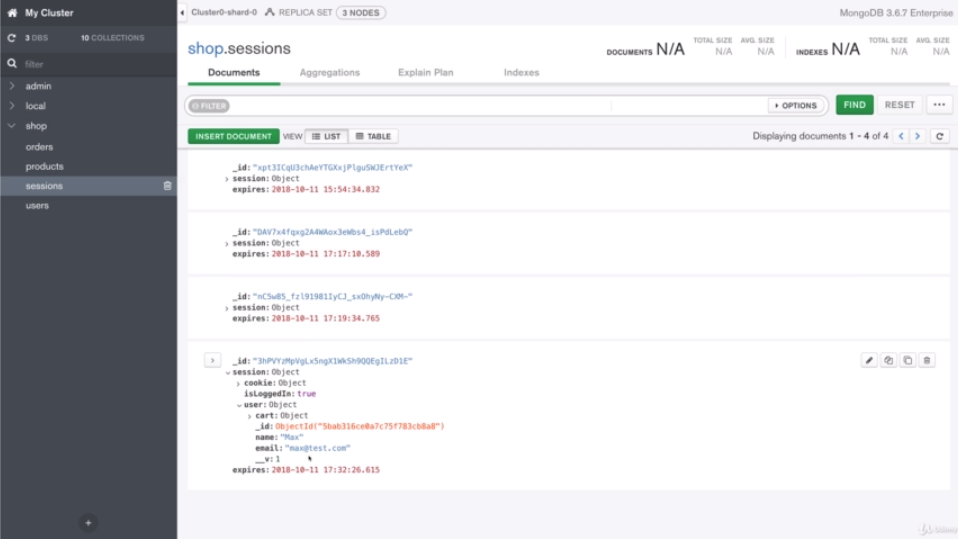 My Cluster
3 DBS 10 COLLECTIONS
filter
admin
local
shop
orders
products
sessions
users
Cluster0-shard-0 REPLICA SET 3 NODES
MongoDB 3.6.7 Enterprise
shop.sessions
DOCUMENTS N/A TOTAL SIZE N/A AVG. SIZE N/A INDEXES N/A TOTAL SIZE N/A AVG. SIZE N/A
Documents Aggregations Explain Plan Indexes
FILTER OPTIONS FIND RESET ...
INSERT DOCUMENT VIEW LIST TABLE Displaying documents 1 - 4 of 4
_id: "xpt3ICqU3chAeYTGXxjPlguSWJErtYeX"
session: Object
expires: 2018-10-11 15:54:34.832
_id: "DAV7x4fqxg2A4WAox3eWbs4_isPdLebQ"
session: Object
expires: 2018-10-11 17:17:10.589
_id: "nC5w85_fzl91981IyCJ_sxOhyNy-CXM-"
session: Object
expires: 2018-10-11 17:19:34.765
_id: "3hPVYzMpVgLx5ngX1WkSh9QQEgILzD1E"
session: Object
cookie: Object
isLoggedIn: true
user: Object
cart: Object
_id: ObjectId("5bab316ce0a7c75f783cb8a8")
name: "Max"
email: "max@test.com"
__v: 1
expires: 2018-10-11 17:32:26.615
Udemy